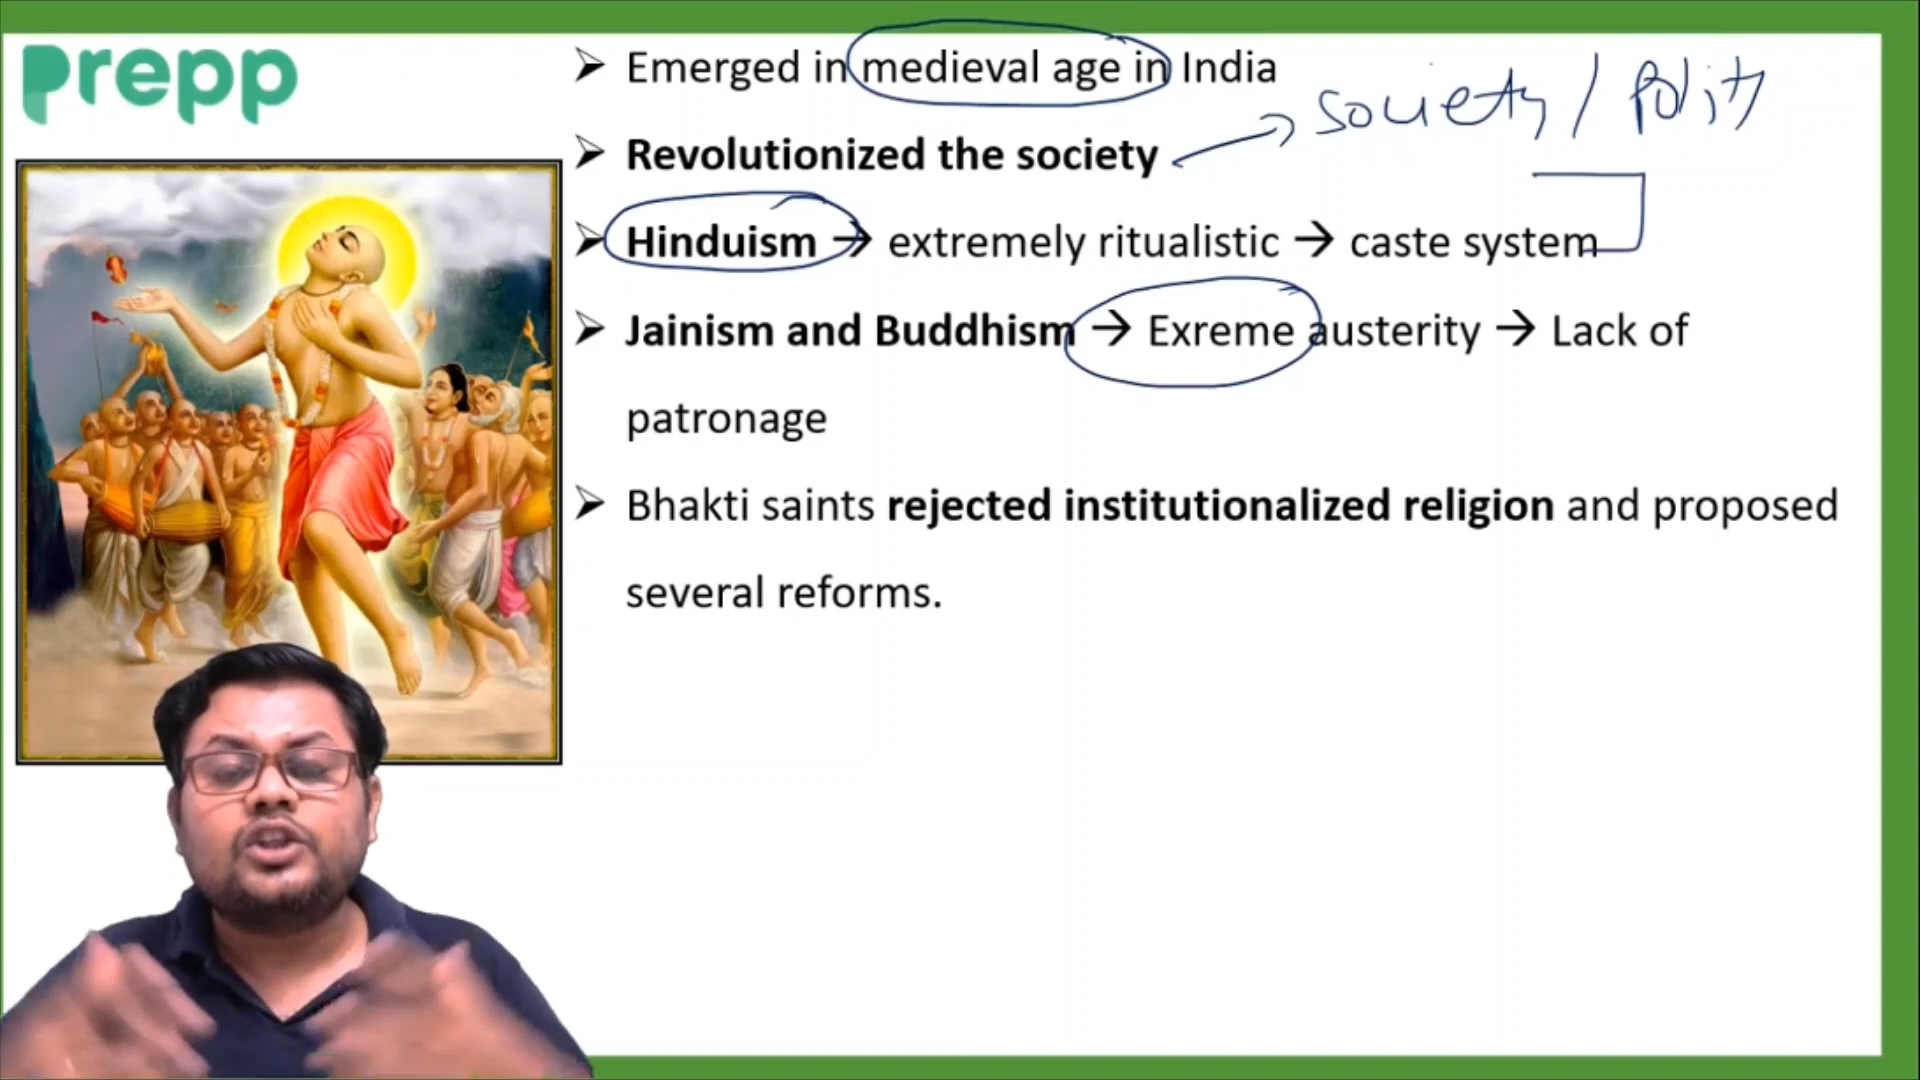 prepp
➢ Emerged in medieval age in India
society / Polity
➢ Revolutionized the society
➢ Hinduism → extremely ritualistic → caste system
➢ Jainism and Buddhism → Exreme austerity → Lack of
patronage
➢ Bhakti saints rejected institutionalized religion and proposed
several reforms.